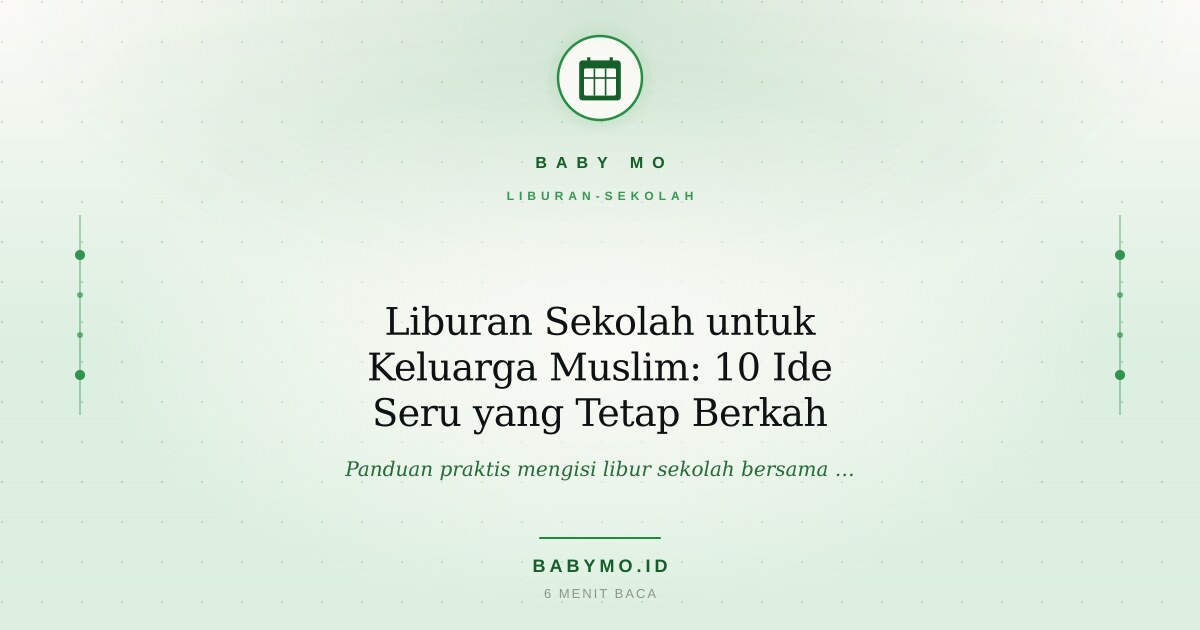 BABY MO
LIBURAN-SEKOLAH
Liburan Sekolah untuk
Keluarga Muslim: 10 Ide
Seru yang Tetap Berkah
Panduan praktis mengisi libur sekolah bersama ...
BABYMO.ID
6 MENIT BACA